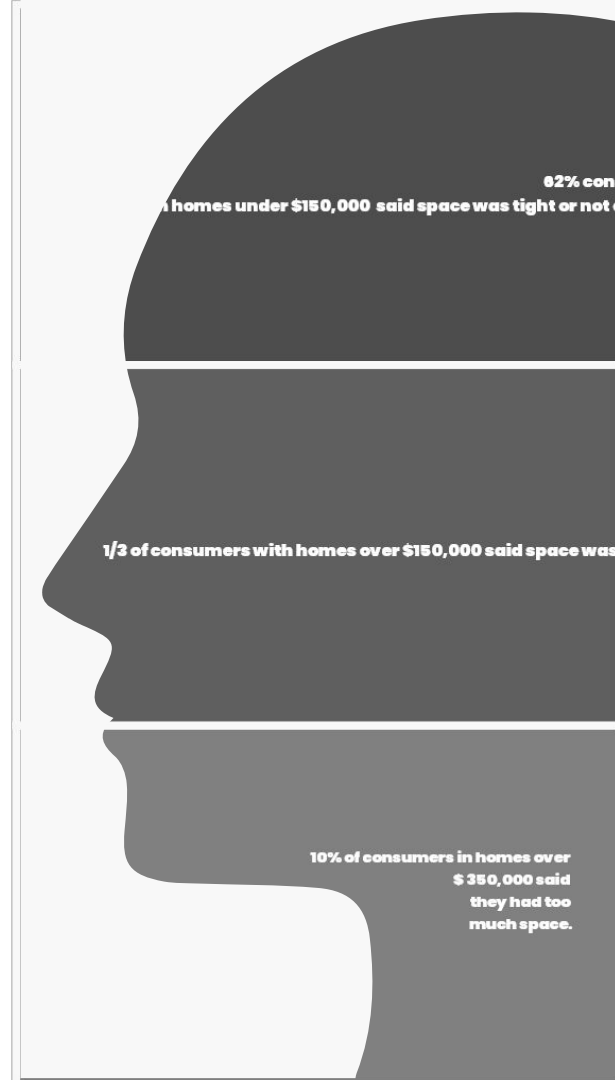 62% con
homes under $150,000 said space was tight or not
1/3 of consumers with homes over $150,000 said space was
10% of consumers in homes over
$ 350,000 said
they had too
much space.